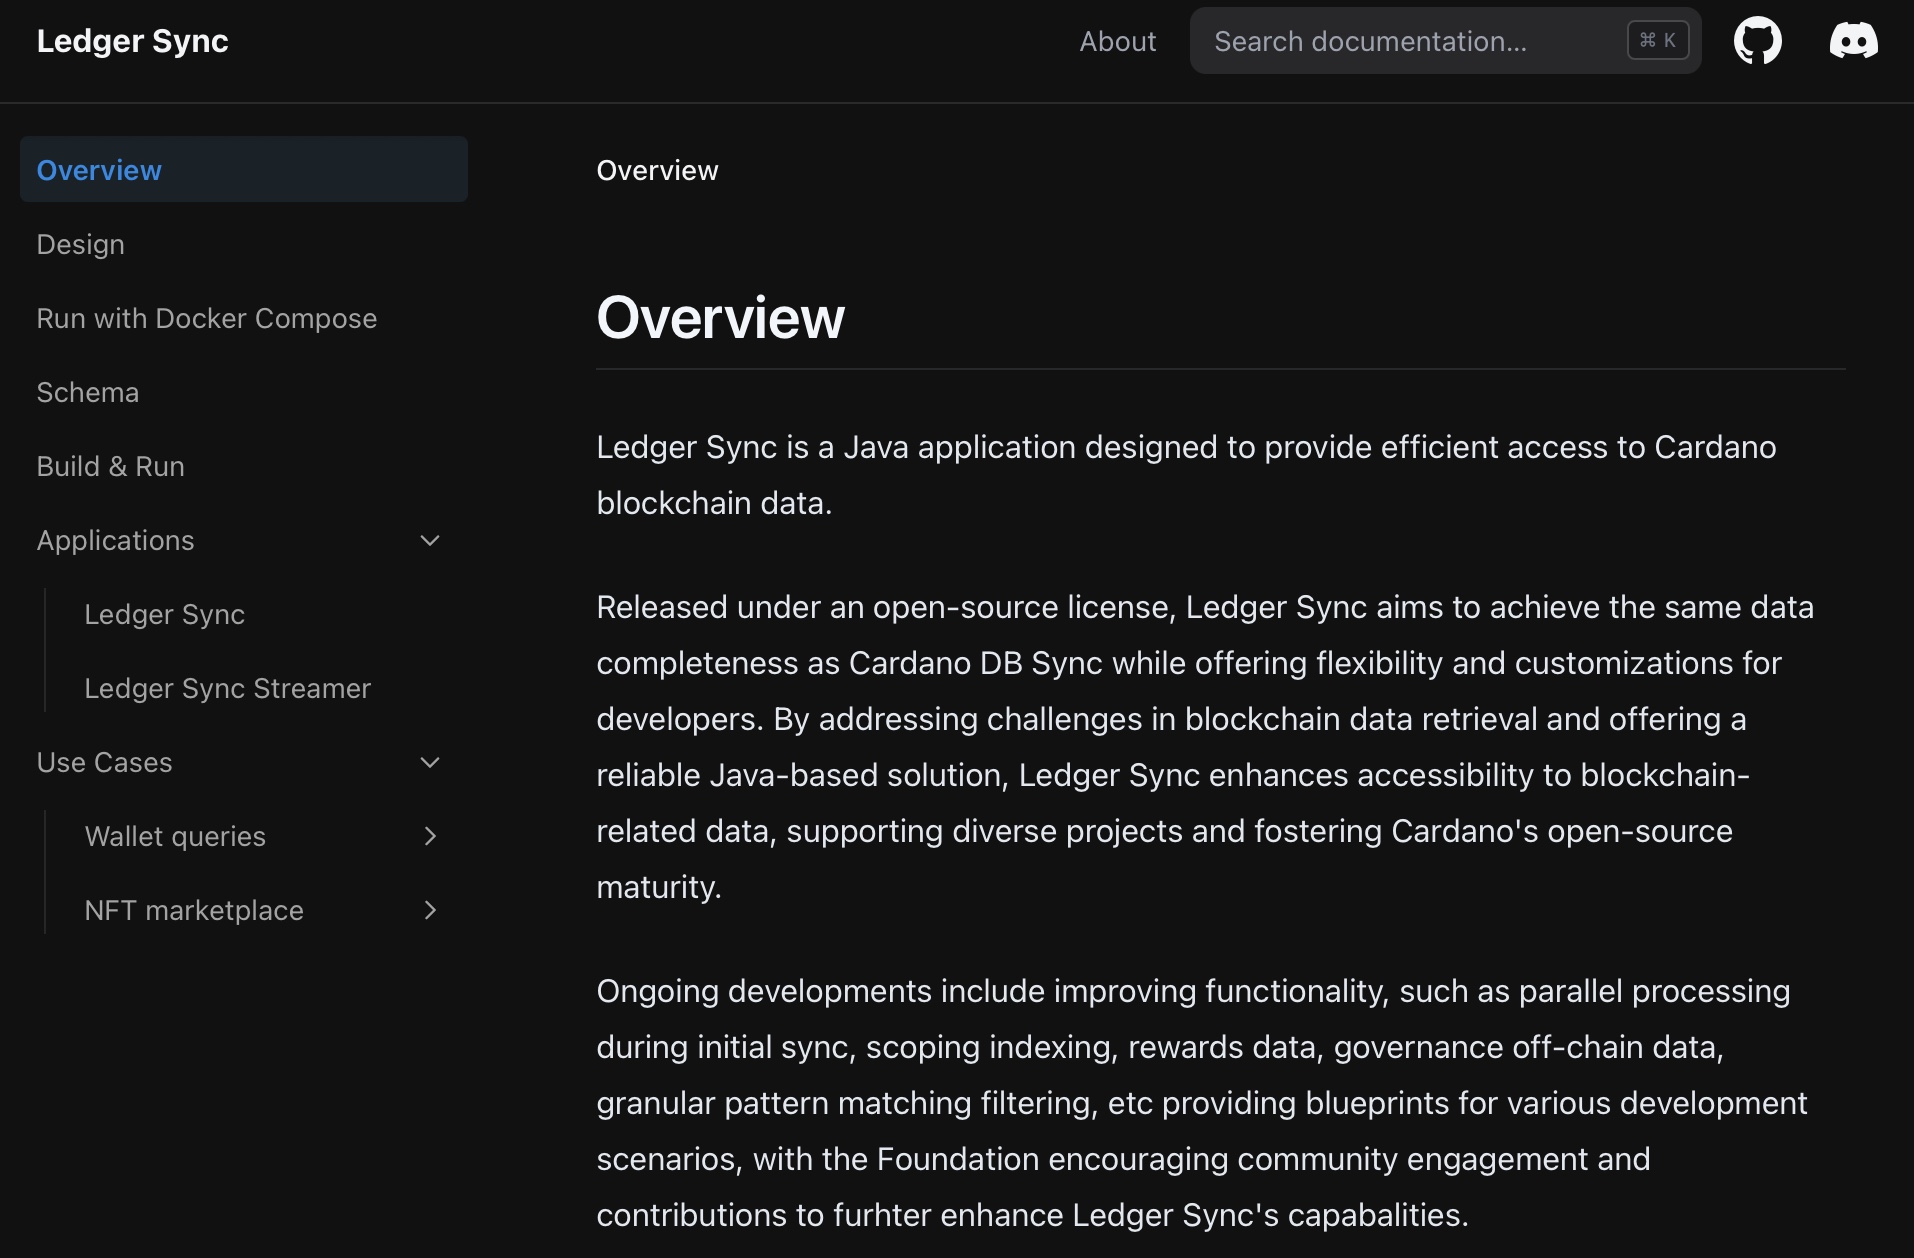 Ledger Sync
About
Search documentation...
⌘ K
Overview
Design
Run with Docker Compose
Schema
Build & Run
Applications
Ledger Sync
Ledger Sync Streamer
Use Cases
Wallet queries
NFT marketplace
Overview
Overview
Ledger Sync is a Java application designed to provide efficient access to Cardano
blockchain data.
Released under an open-source license, Ledger Sync aims to achieve the same data
completeness as Cardano DB Sync while offering flexibility and customizations for
developers. By addressing challenges in blockchain data retrieval and offering a
reliable Java-based solution, Ledger Sync enhances accessibility to blockchain-
related data, supporting diverse projects and fostering Cardano's open-source
maturity.
Ongoing developments include improving functionality, such as parallel processing
during initial sync, scoping indexing, rewards data, governance off-chain data,
granular pattern matching filtering, etc providing blueprints for various development
scenarios, with the Foundation encouraging community engagement and
contributions to furhter enhance Ledger Sync's capabalities.